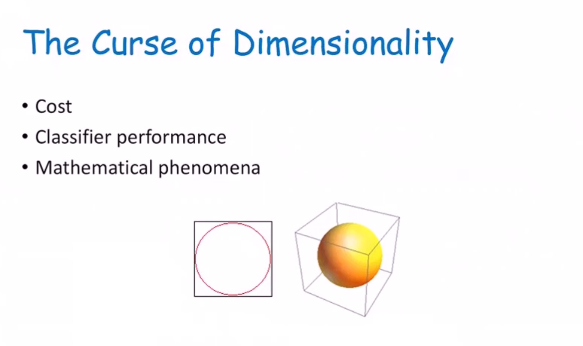 The Curse of Dimensionality
• Cost
• Classifier performance
• Mathematical phenomena